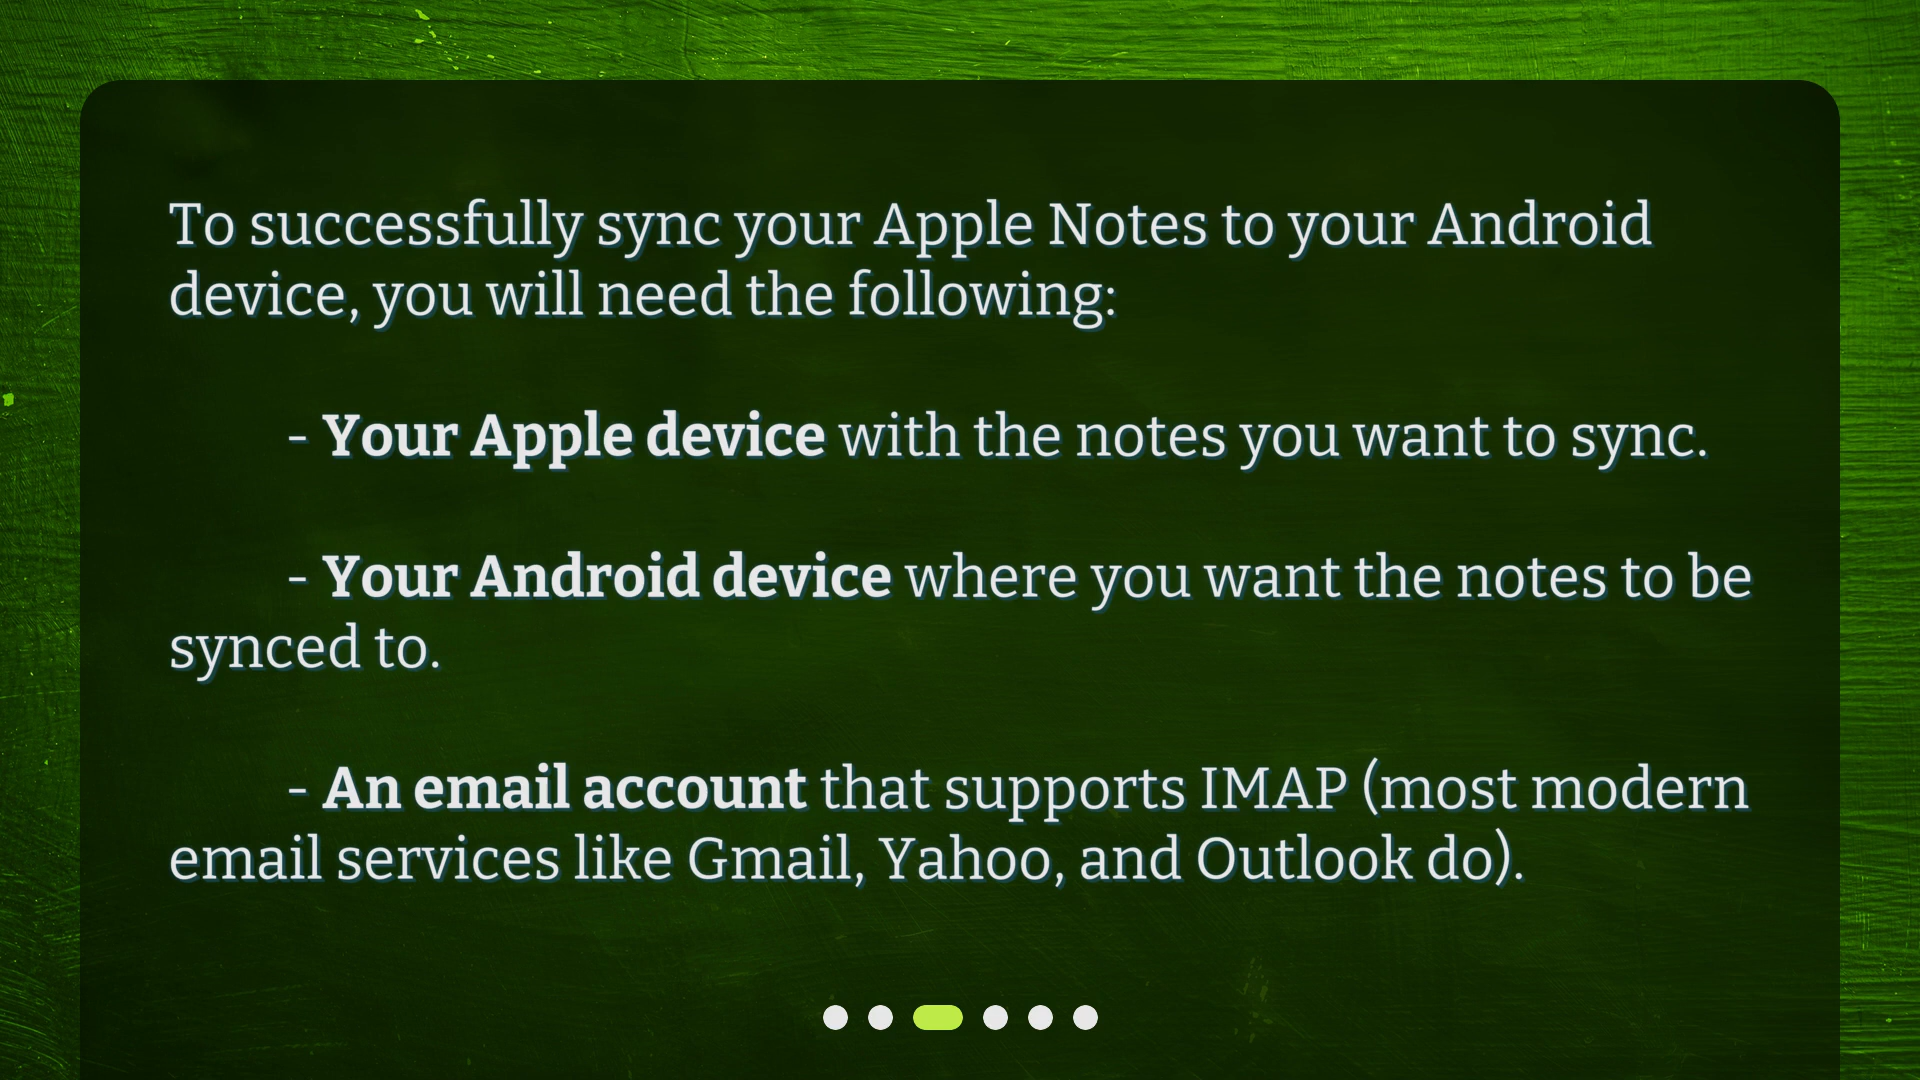 To successfully sync your Apple Notes to your Android
device, you will need the following:
- Your Apple device with the notes you want to sync.
- Your Android device where you want the notes to be
synced to.
- An email account that supports IMAP (most modern
email services like Gmail, Yahoo, and Outlook do).